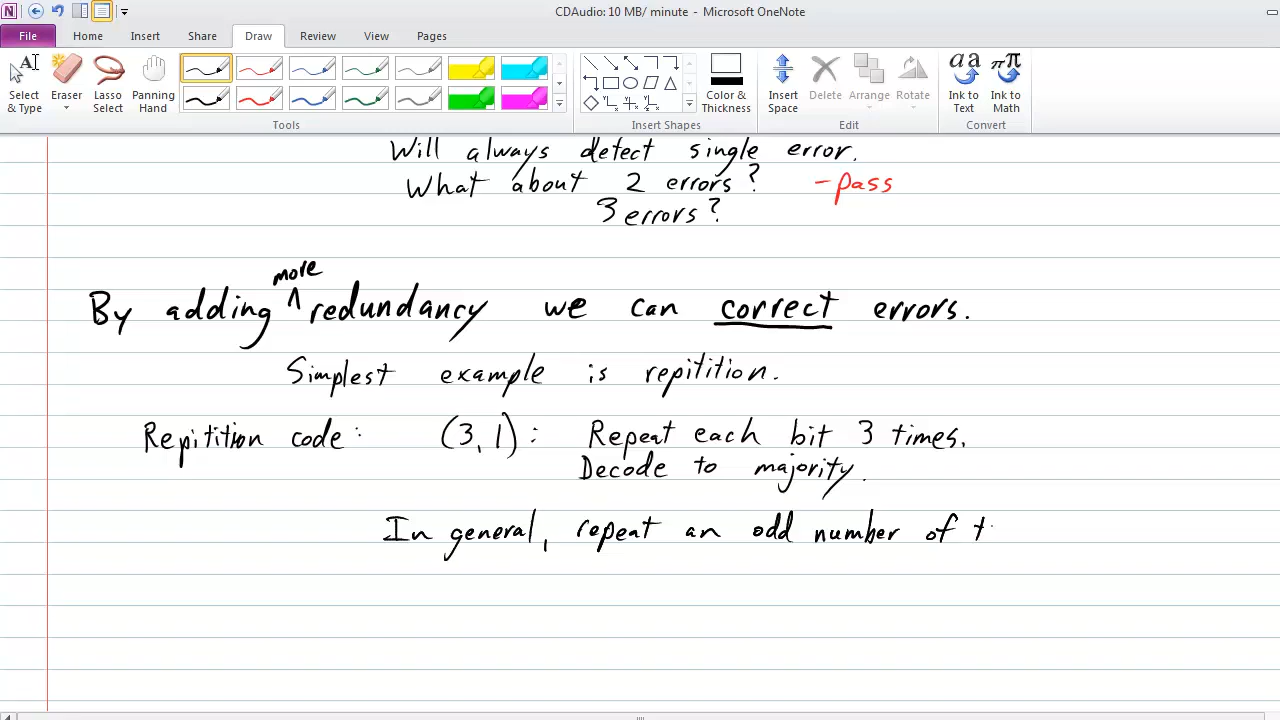 CDAudio: 10 MB/ minute - Microsoft OneNote
File Home Insert Share Draw Review View Pages
Select & Type Eraser Lasso Select Panning Hand Color & Thickness Insert Space Delete Arrange Rotate Ink to Text Ink to Math
Tools Insert Shapes Edit Convert
Will always detect single error.
What about 2 errors? - pass
3 errors?
more
By adding ^ redundancy we can correct errors.
Simplest example is repitition.
Repitition code: (3, 1): Repeat each bit 3 times.
Decode to majority.
In general, repeat an odd number of t